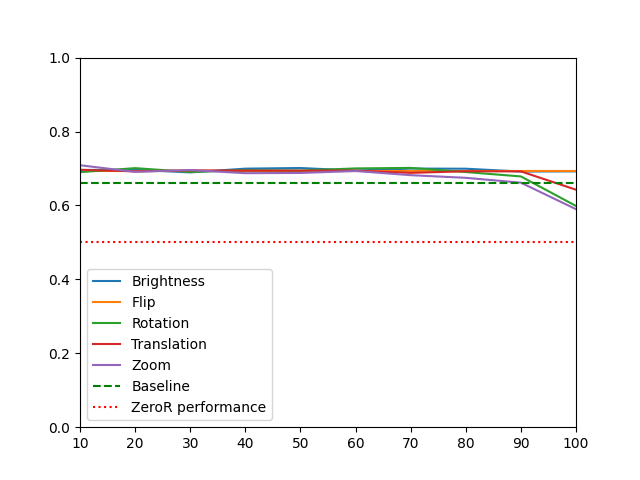 1.0
0.8
0.6
0.4
0.2
0.0
Brightness
Flip
Rotation
Translation
Zoom
Baseline
ZeroR performance
10 20 30 40 50 60 70 80 90 100